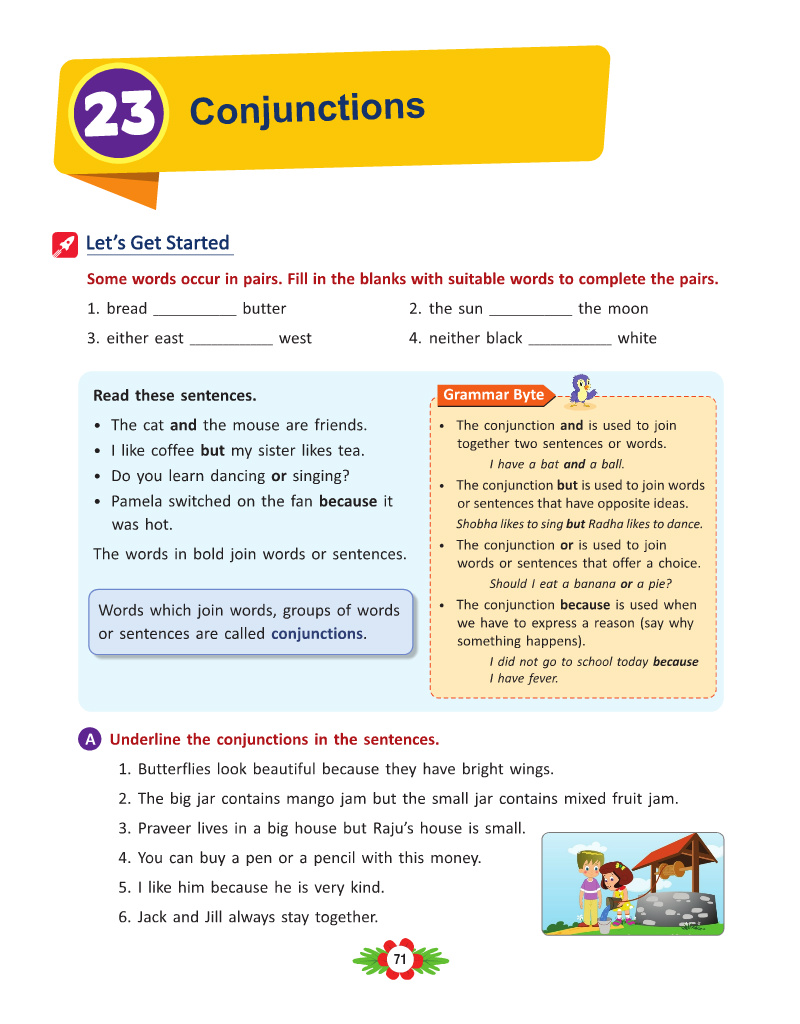 23
Conjunctions
Let's Get Started
Some words occur in pairs. Fill in the blanks with suitable words to complete the pairs.
1. bread __________ butter
2. the sun __________ the moon
3. either east __________ west
4. neither black __________ white
Read these sentences.
• The cat and the mouse are friends.
• I like coffee but my sister likes tea.
• Do you learn dancing or singing?
• Pamela switched on the fan because it
was hot.
The words in bold join words or sentences.
Words which join words, groups of words
or sentences are called conjunctions.
Grammar Byte
• The conjunction and is used to join
together two sentences or words.
I have a bat and a ball.
• The conjunction but is used to join words
or sentences that have opposite ideas.
Shobha likes to sing but Radha likes to dance.
• The conjunction or is used to join
words or sentences that offer a choice.
Should I eat a banana or a pie?
• The conjunction because is used when
we have to express a reason (say why
something happens).
I did not go to school today because
I have fever.
A Underline the conjunctions in the sentences.
1. Butterflies look beautiful because they have bright wings.
2. The big jar contains mango jam but the small jar contains mixed fruit jam.
3. Praveer lives in a big house but Raju's house is small.
4. You can buy a pen or a pencil with this money.
5. I like him because he is very kind.
6. Jack and Jill always stay together.
71